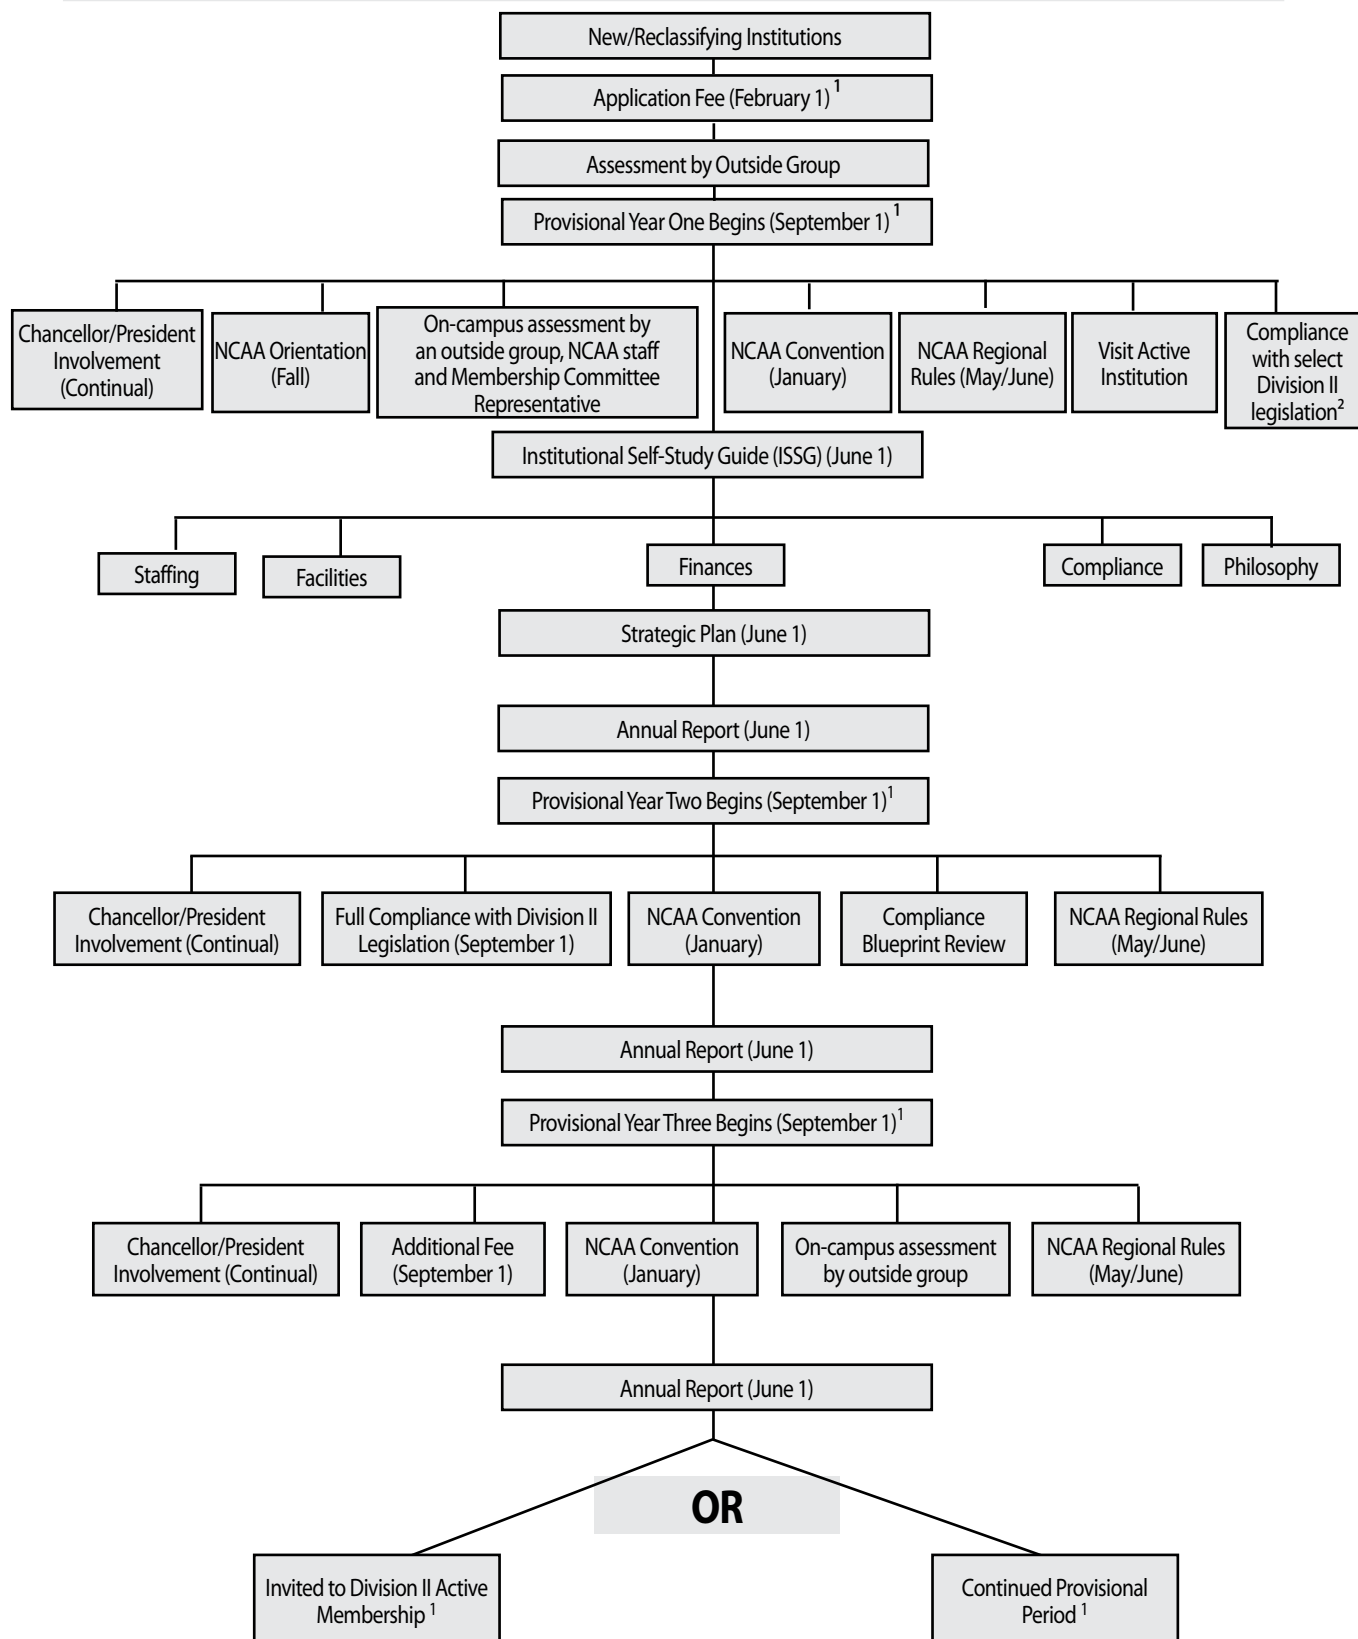 New/Reclassifying Institutions
Application Fee (February 1) 1
Assessment by Outside Group
Provisional Year One Begins (September 1) 1
Chancellor/President
Involvement
(Continual)
NCAA Orientation
(Fall)
On-campus assessment by
an outside group, NCAA staff
and Membership Committee
Representative
NCAA Convention
(January)
NCAA Regional
Rules (May/June)
Visit Active
Institution
Compliance
with select
Division II
legislation2
Institutional Self-Study Guide (ISSG) (June 1)
Staffing
Facilities
Finances
Compliance
Philosophy
Strategic Plan (June 1)
Annual Report (June 1)
Provisional Year Two Begins (September 1)1
Chancellor/President
Involvement (Continual)
Full Compliance with Division II
Legislation (September 1)
NCAA Convention
(January)
Compliance
Blueprint Review
NCAA Regional Rules
(May/June)
Annual Report (June 1)
Provisional Year Three Begins (September 1)1
Chancellor/President
Involvement (Continual)
Additional Fee
(September 1)
NCAA Convention
(January)
On-campus assessment
by outside group
NCAA Regional Rules
(May/June)
Annual Report (June 1)
OR
Invited to Division II Active
Membership 1
Continued Provisional
Period 1